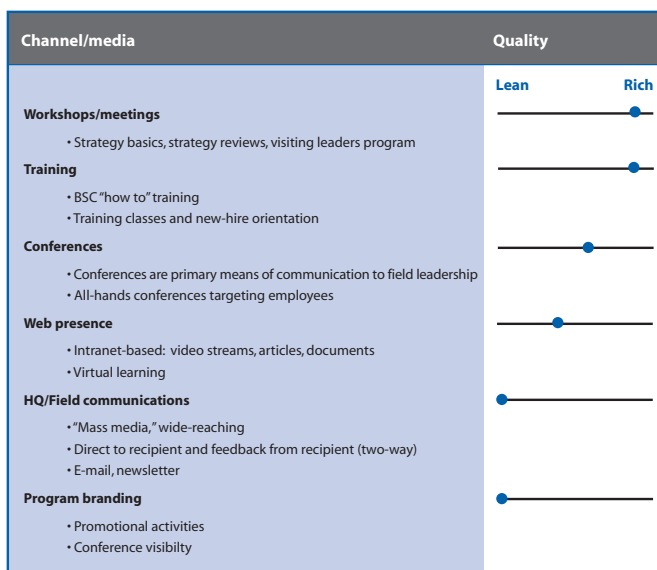 Channel/media Quality
Lean Rich
Workshops/meetings
• Strategy basics, strategy reviews, visiting leaders program
Training
• BSC "how to" training
• Training classes and new-hire orientation
Conferences
• Conferences are primary means of communication to field leadership
• All-hands conferences targeting employees
Web presence
• Intranet-based: video streams, articles, documents
• Virtual learning
HQ/Field communications
• "Mass media," wide-reaching
• Direct to recipient and feedback from recipient (two-way)
• E-mail, newsletter
Program branding
• Promotional activities
• Conference visibilty